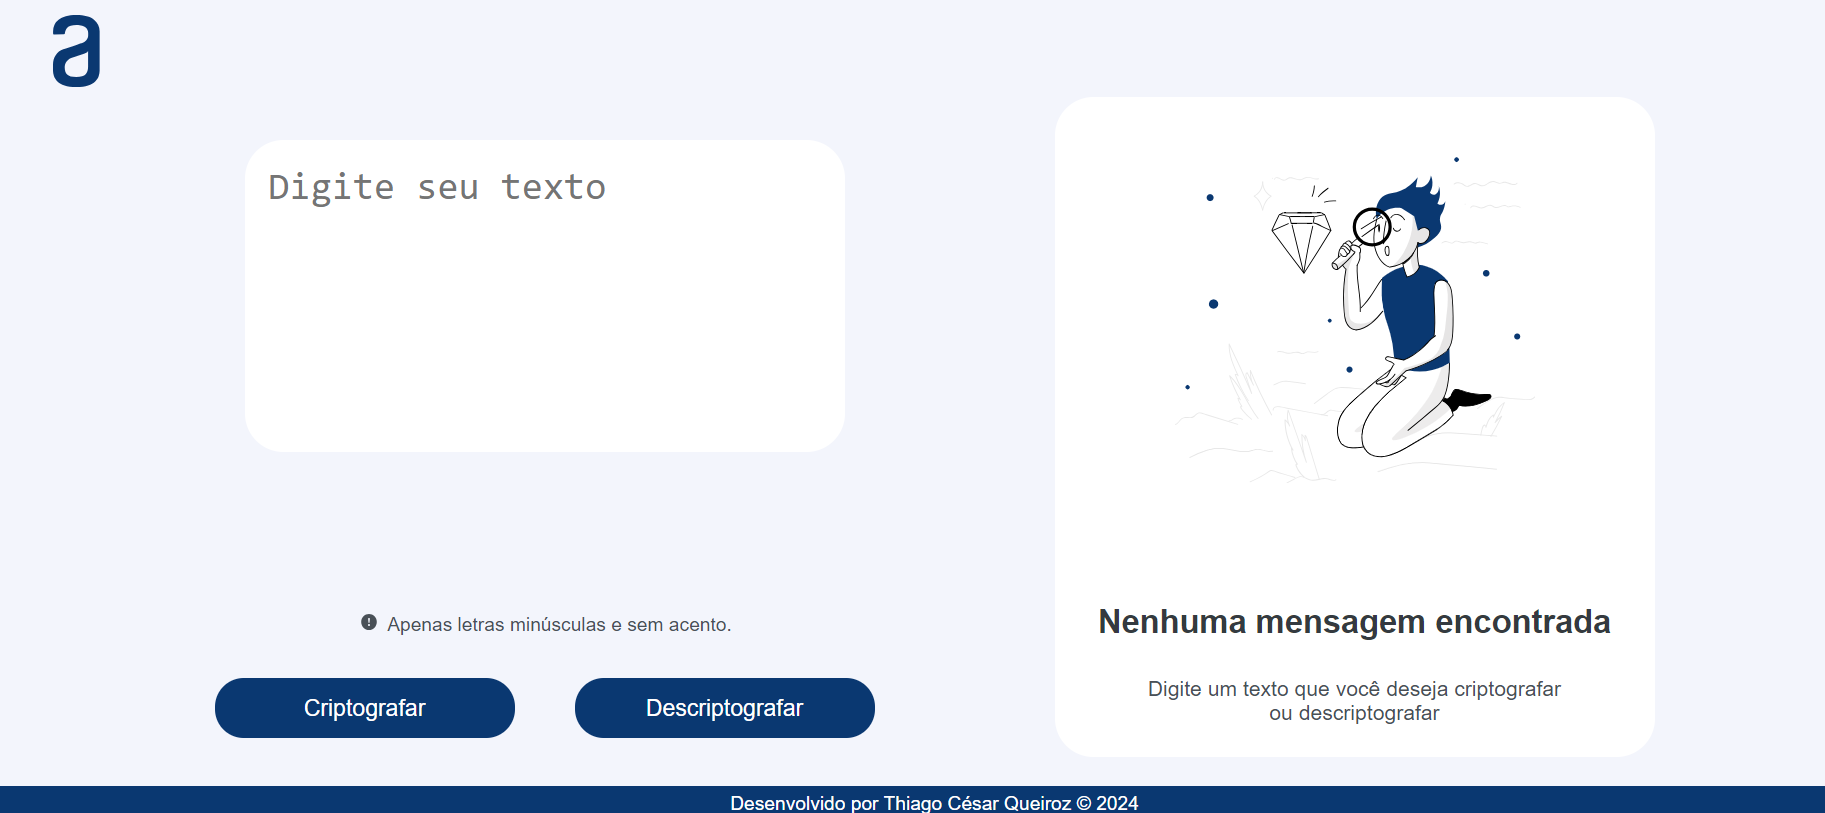 a
Digite seu texto
Apenas letras minúsculas e sem acento.
Criptografar
Descriptografar
Nenhuma mensagem encontrada
Digite um texto que você deseja criptografar
ou descriptografar
Desenvolvido por Thiago César Queiroz © 2024